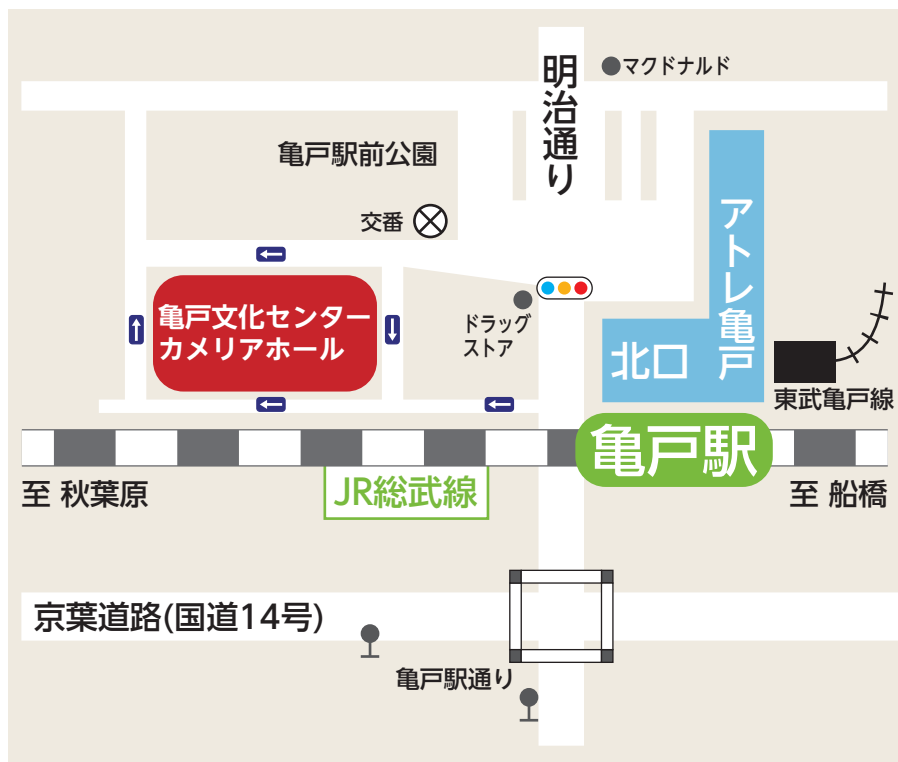 マクドナルド
明治通り
亀戸駅前公園
交番
アトレ亀戸
亀戸文化センター
カメリアホール
ドラッグ
ストア
北口
東武亀戸線
亀戸駅
至 秋葉原
JR総武線
至 船橋
京葉道路(国道14号)
亀戸駅通り